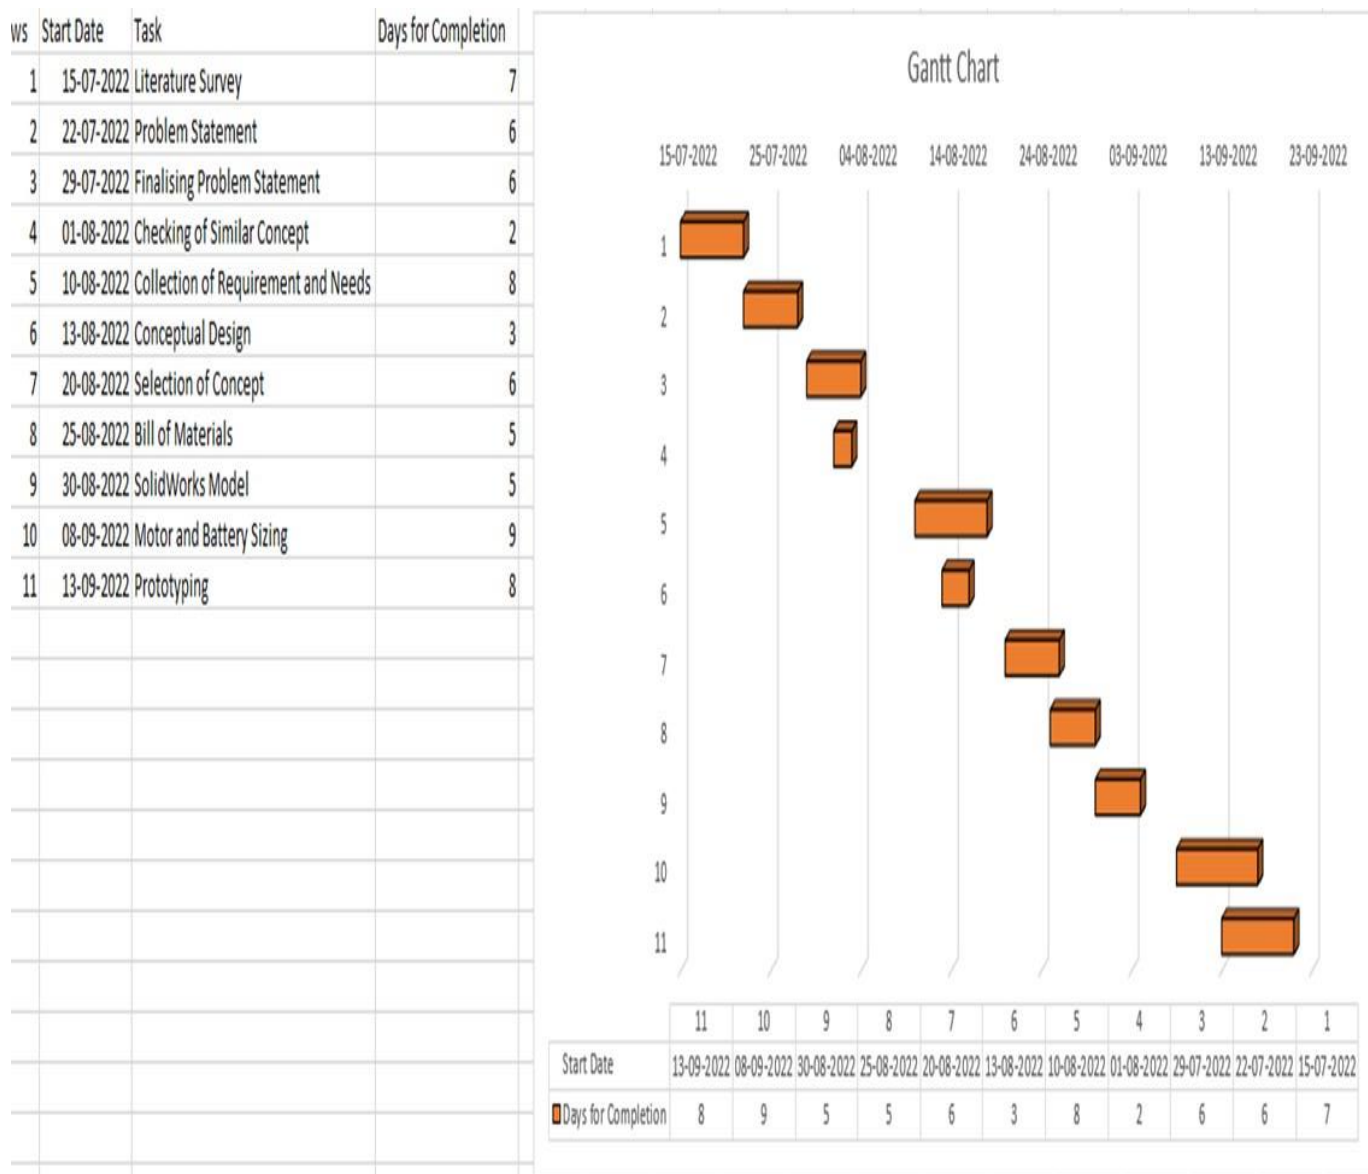 ws Start Date Task Days for Completion
1 15-07-2022 Literature Survey 7
2 22-07-2022 Problem Statement 6
3 29-07-2022 Finalising Problem Statement 6
4 01-08-2022 Checking of Similar Concept 2
5 10-08-2022 Collection of Requirement and Needs 8
6 13-08-2022 Conceptual Design 3
7 20-08-2022 Selection of Concept 6
8 25-08-2022 Bill of Materials 5
9 30-08-2022 SolidWorks Model 5
10 08-09-2022 Motor and Battery Sizing 9
11 13-09-2022 Prototyping 8
Gantt Chart
15-07-2022 25-07-2022 04-08-2022 14-08-2022 24-08-2022 03-09-2022 13-09-2022 23-09-2022
1
2
3
4
5
6
7
8
9
10
11
11 10 9 8 7 6 5 4 3 2 1
Start Date 13-09-2022 08-09-2022 30-08-2022 25-08-2022 20-08-2022 13-08-2022 10-08-2022 01-08-2022 29-07-2022 22-07-2022 15-07-2022
Days for Completion 8 9 5 5 6 3 8 2 6 6 7